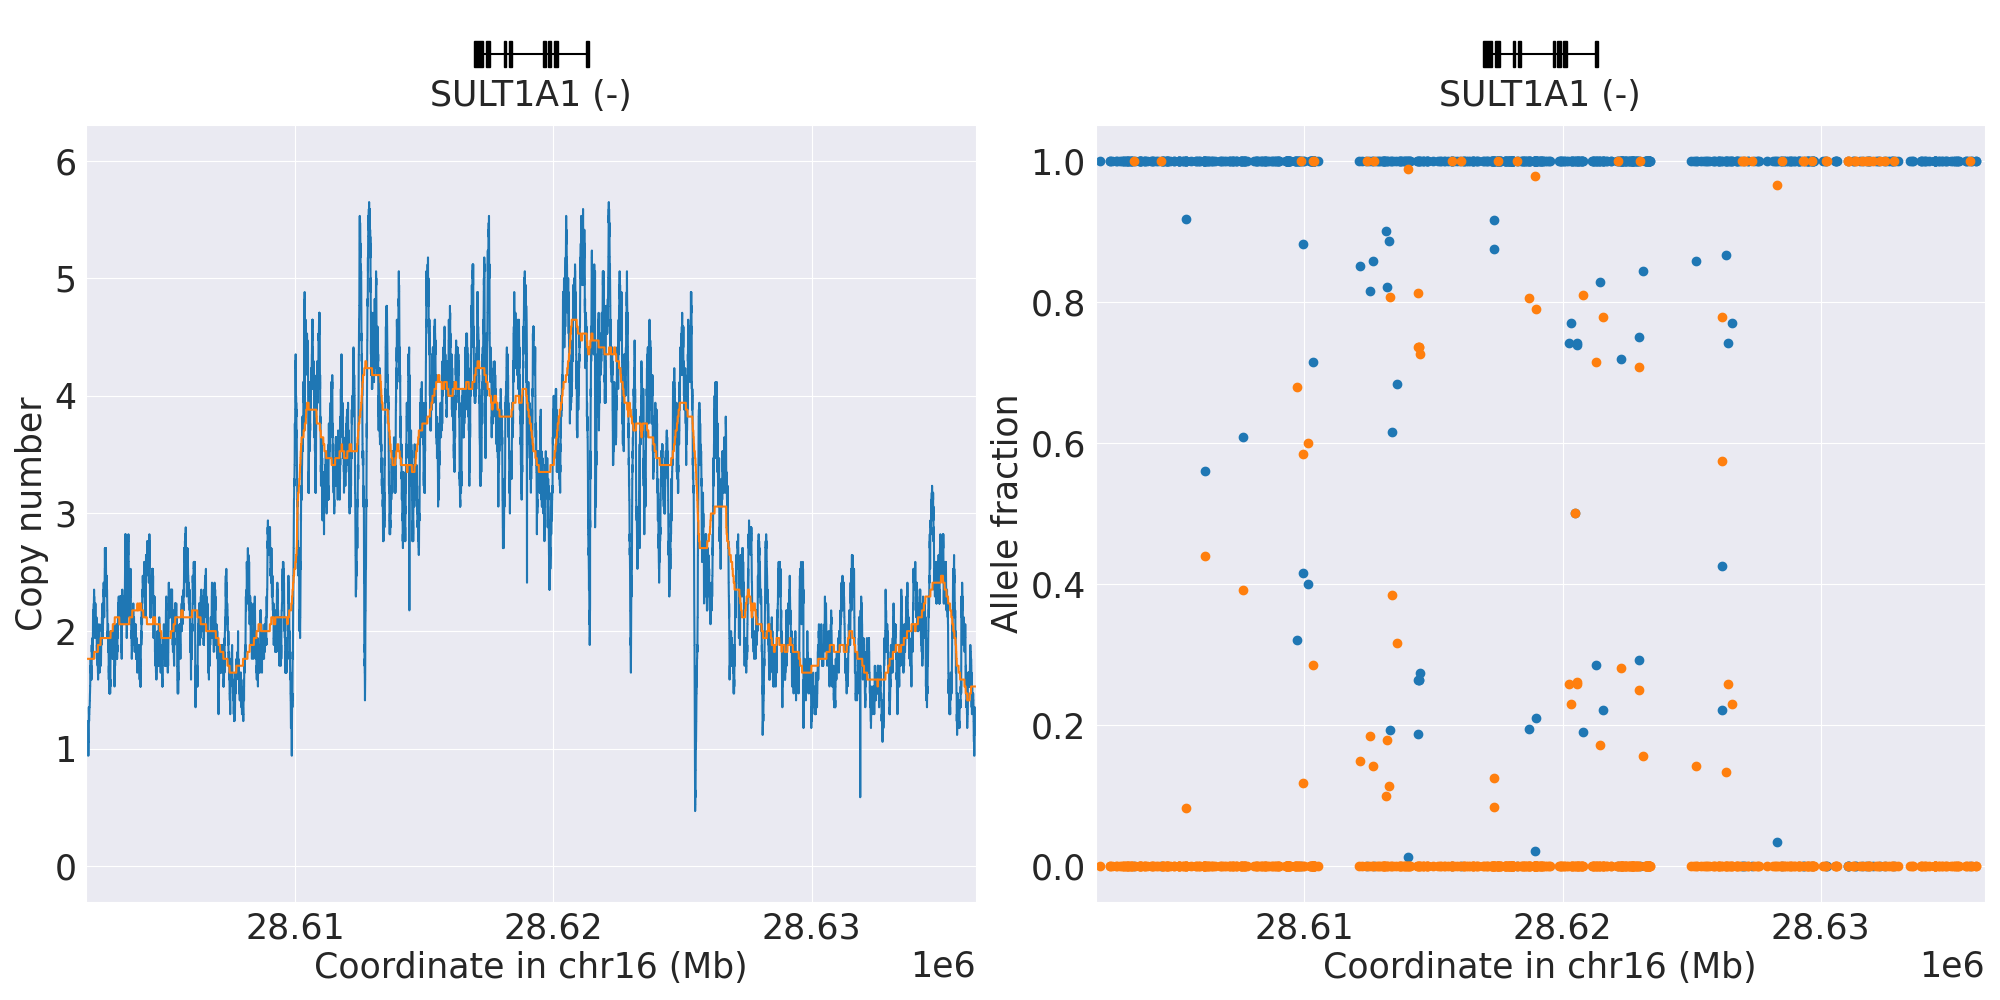 SULT1A1 (-)
SULT1A1 (-)
Copy number
6
5
4
3
2
1
0
28.61
28.62
28.63
Coordinate in chr16 (Mb)
1e6
Allele fraction
1.0
0.8
0.6
0.4
0.2
0.0
28.61
28.62
28.63
Coordinate in chr16 (Mb)
1e6